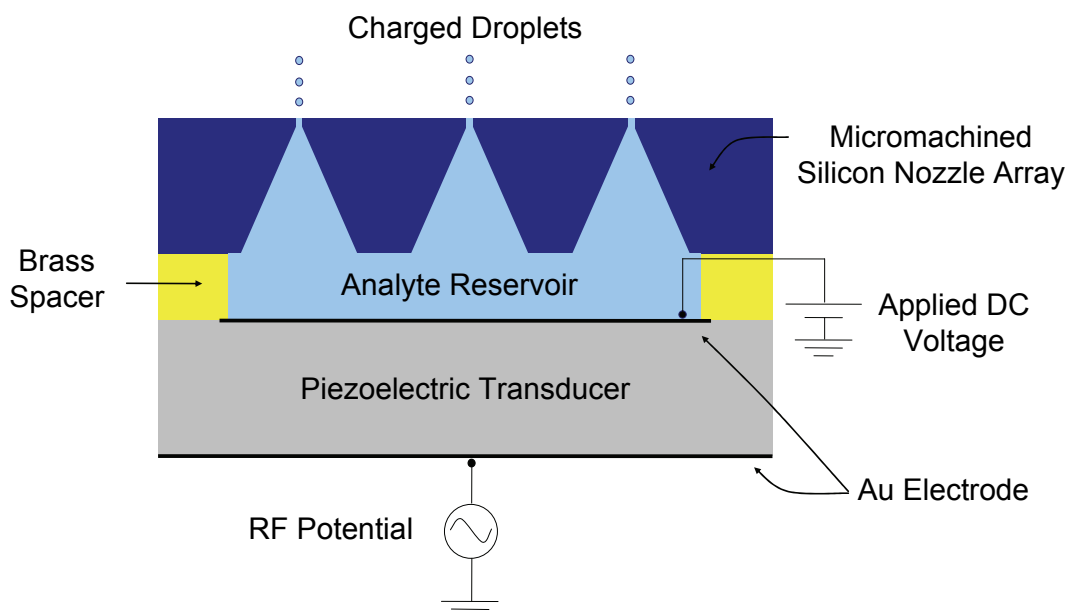 Charged Droplets
Micromachined
Silicon Nozzle Array
Brass
Spacer
Analyte Reservoir
Applied DC
Voltage
Piezoelectric Transducer
Au Electrode
RF Potential